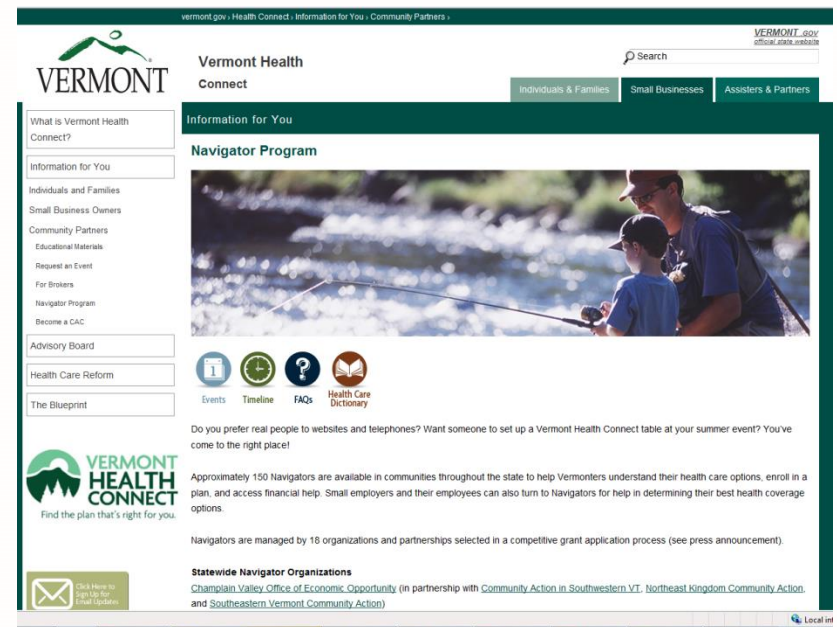 vermont.gov › Health Connect › Information for You › Community Partners ›
VERMONT .gov
official state website
VERMONT
Vermont Health
Connect
Search
Individuals & Families
Small Businesses
Assisters & Partners
What is Vermont Health
Connect?
Information for You
Individuals and Families
Small Business Owners
Community Partners
Educational Materials
Request an Event
For Brokers
Navigator Program
Become a CAC
Advisory Board
Health Care Reform
The Blueprint
VERMONT
HEALTH
CONNECT
Find the plan that's right for you.
Click Here to
Sign Up for
Email Updates
Information for You
Navigator Program
1
?
Events
Timeline
FAQs
Health Care
Dictionary
Do you prefer real people to websites and telephones? Want someone to set up a Vermont Health Connect table at your summer event? You've
come to the right place!
Approximately 150 Navigators are available in communities throughout the state to help Vermonters understand their health care options, enroll in a
plan, and access financial help. Small employers and their employees can also turn to Navigators for help in determining their best health coverage
options.
Navigators are managed by 18 organizations and partnerships selected in a competitive grant application process (see press announcement).
Statewide Navigator Organizations
Champlain Valley Office of Economic Opportunity (in partnership with Community Action in Southwestern VT, Northeast Kingdom Community Action,
and Southeastern Vermont Community Action)
Local int